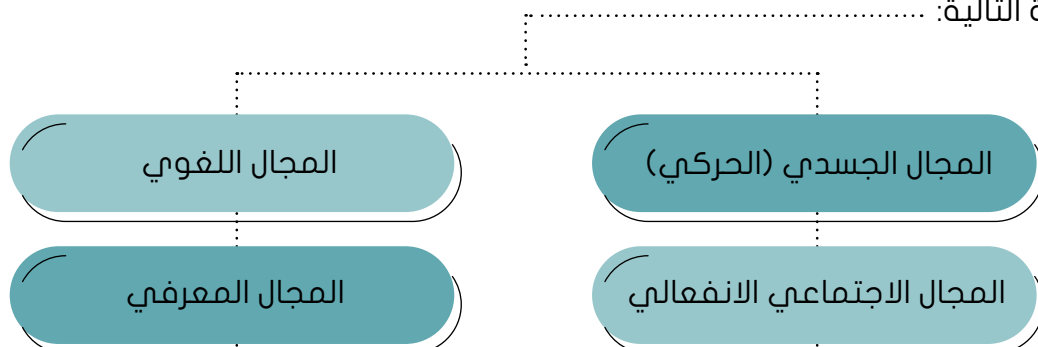 التالية:
المجال الجسدي (الحركي)
المجال اللغوي
المجال الاجتماعي الانفعالي
المجال المعرفي